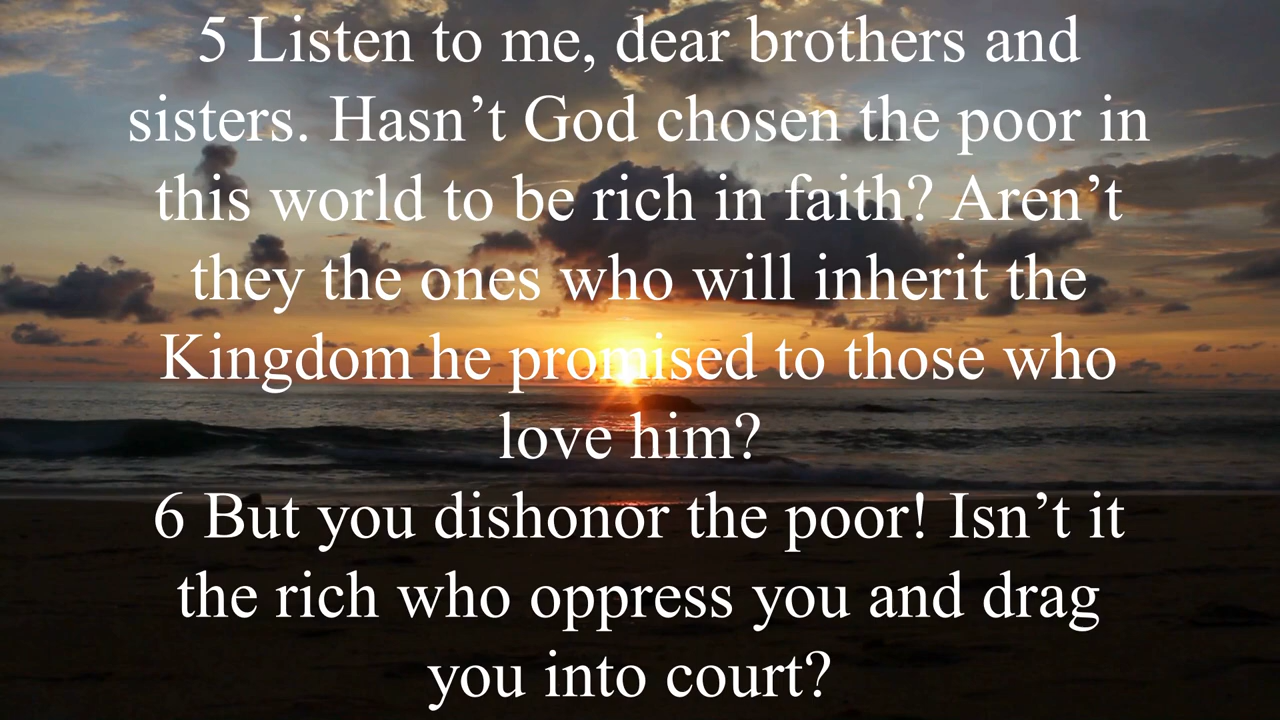 5 Listen to me, dear brothers and
sisters. Hasn’t God chosen the poor in
this world to be rich in faith? Aren’t
they the ones who will inherit the
Kingdom he promised to those who
love him?
6 But you dishonor the poor! Isn’t it
the rich who oppress you and drag
you into court?